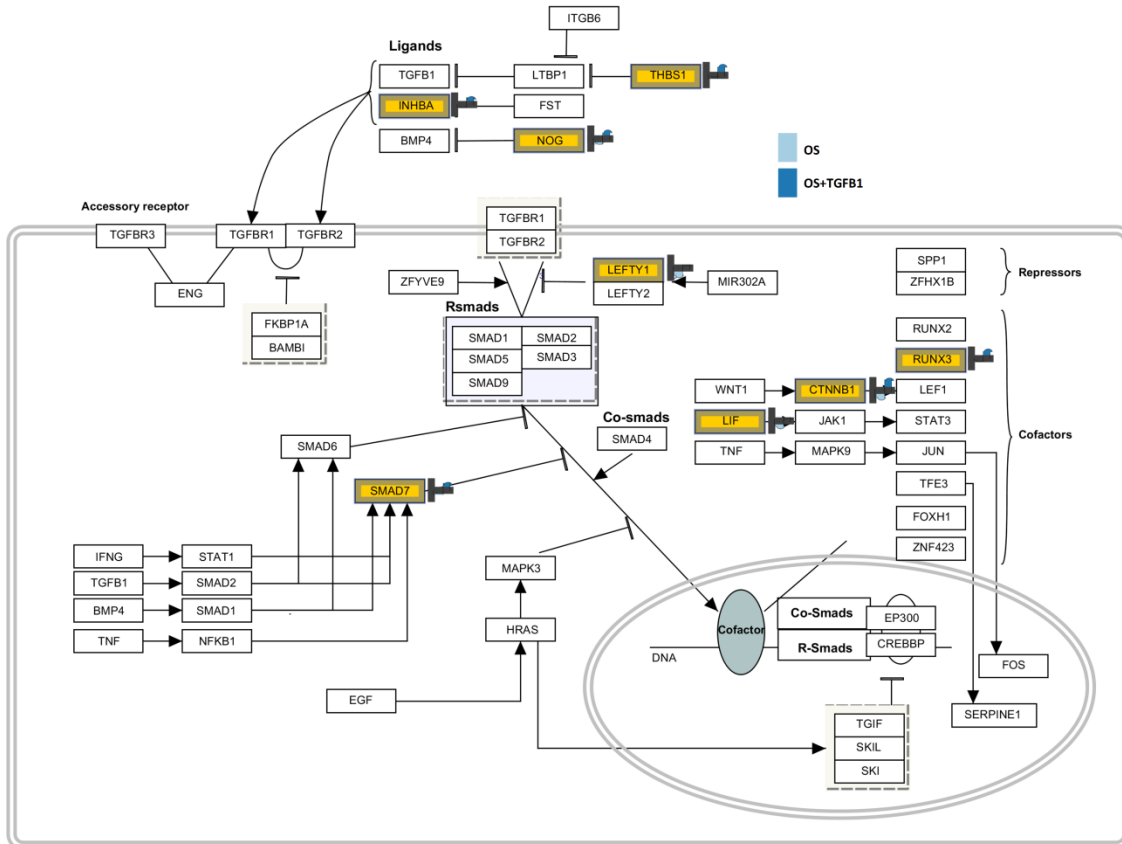 ITGB6
Ligands
TGFB1
LTBP1
THBS1
INHBA
FST
BMP4
NOG
OS
OS+TGFB1
Accessory receptor
TGFBR3
TGFBR1
TGFBR2
ENG
FKBP1A
BAMBI
TGFBR1
TGFBR2
ZFYVE9
LEFTY1
LEFTY2
MIR302A
SPP1
ZFHX1B
Repressors
Rsmads
SMAD1
SMAD2
SMAD5
SMAD3
SMAD9
RUNX2
RUNX3
WNT1
CTNNB1
LEF1
LIF
JAK1
STAT3
TNF
MAPK9
JUN
TFE3
FOXH1
ZNF423
Cofactors
Co-smads
SMAD4
SMAD6
SMAD7
IFNG
STAT1
TGFB1
SMAD2
BMP4
SMAD1
TNF
NFKB1
MAPK3
HRAS
EGF
Cofactor
Co-Smads
R-Smads
EP300
CREBBP
DNA
FOS
SERPINE1
TGIF
SKIL
SKI